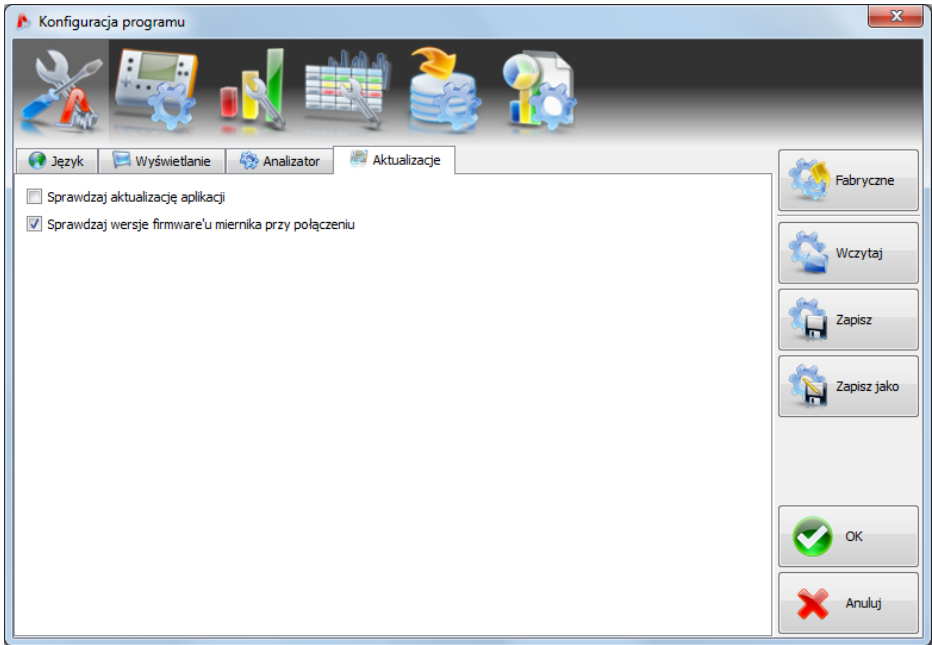 Konfiguracja programu
Język
Wyświetlanie
Analizator
Aktualizacje
Sprawdzaj aktualizację aplikacji
Sprawdzaj wersje firmware'u miernika przy połączeniu
Fabryczne
Wczytaj
Zapisz
Zapisz jako
OK
Anuluj